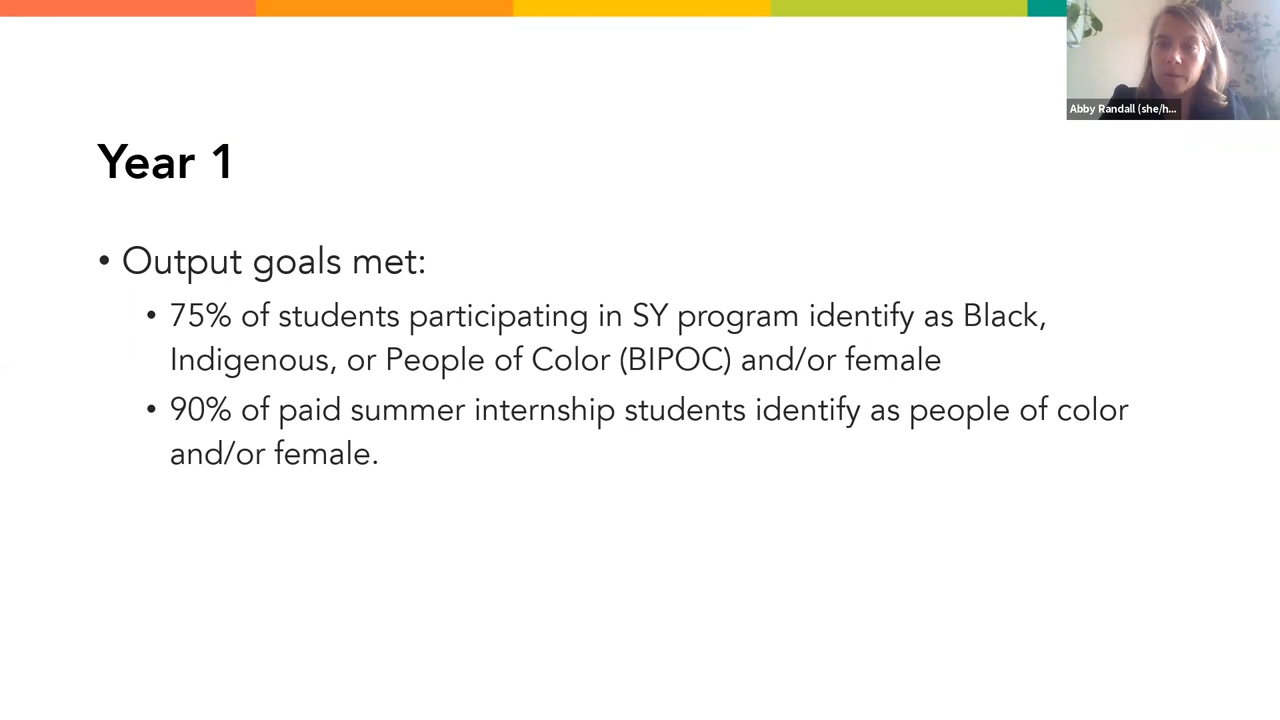 Abby Randall (she/h...
Year 1
• Output goals met:
• 75% of students participating in SY program identify as Black,
Indigenous, or People of Color (BIPOC) and/or female
• 90% of paid summer internship students identify as people of color
and/or female.